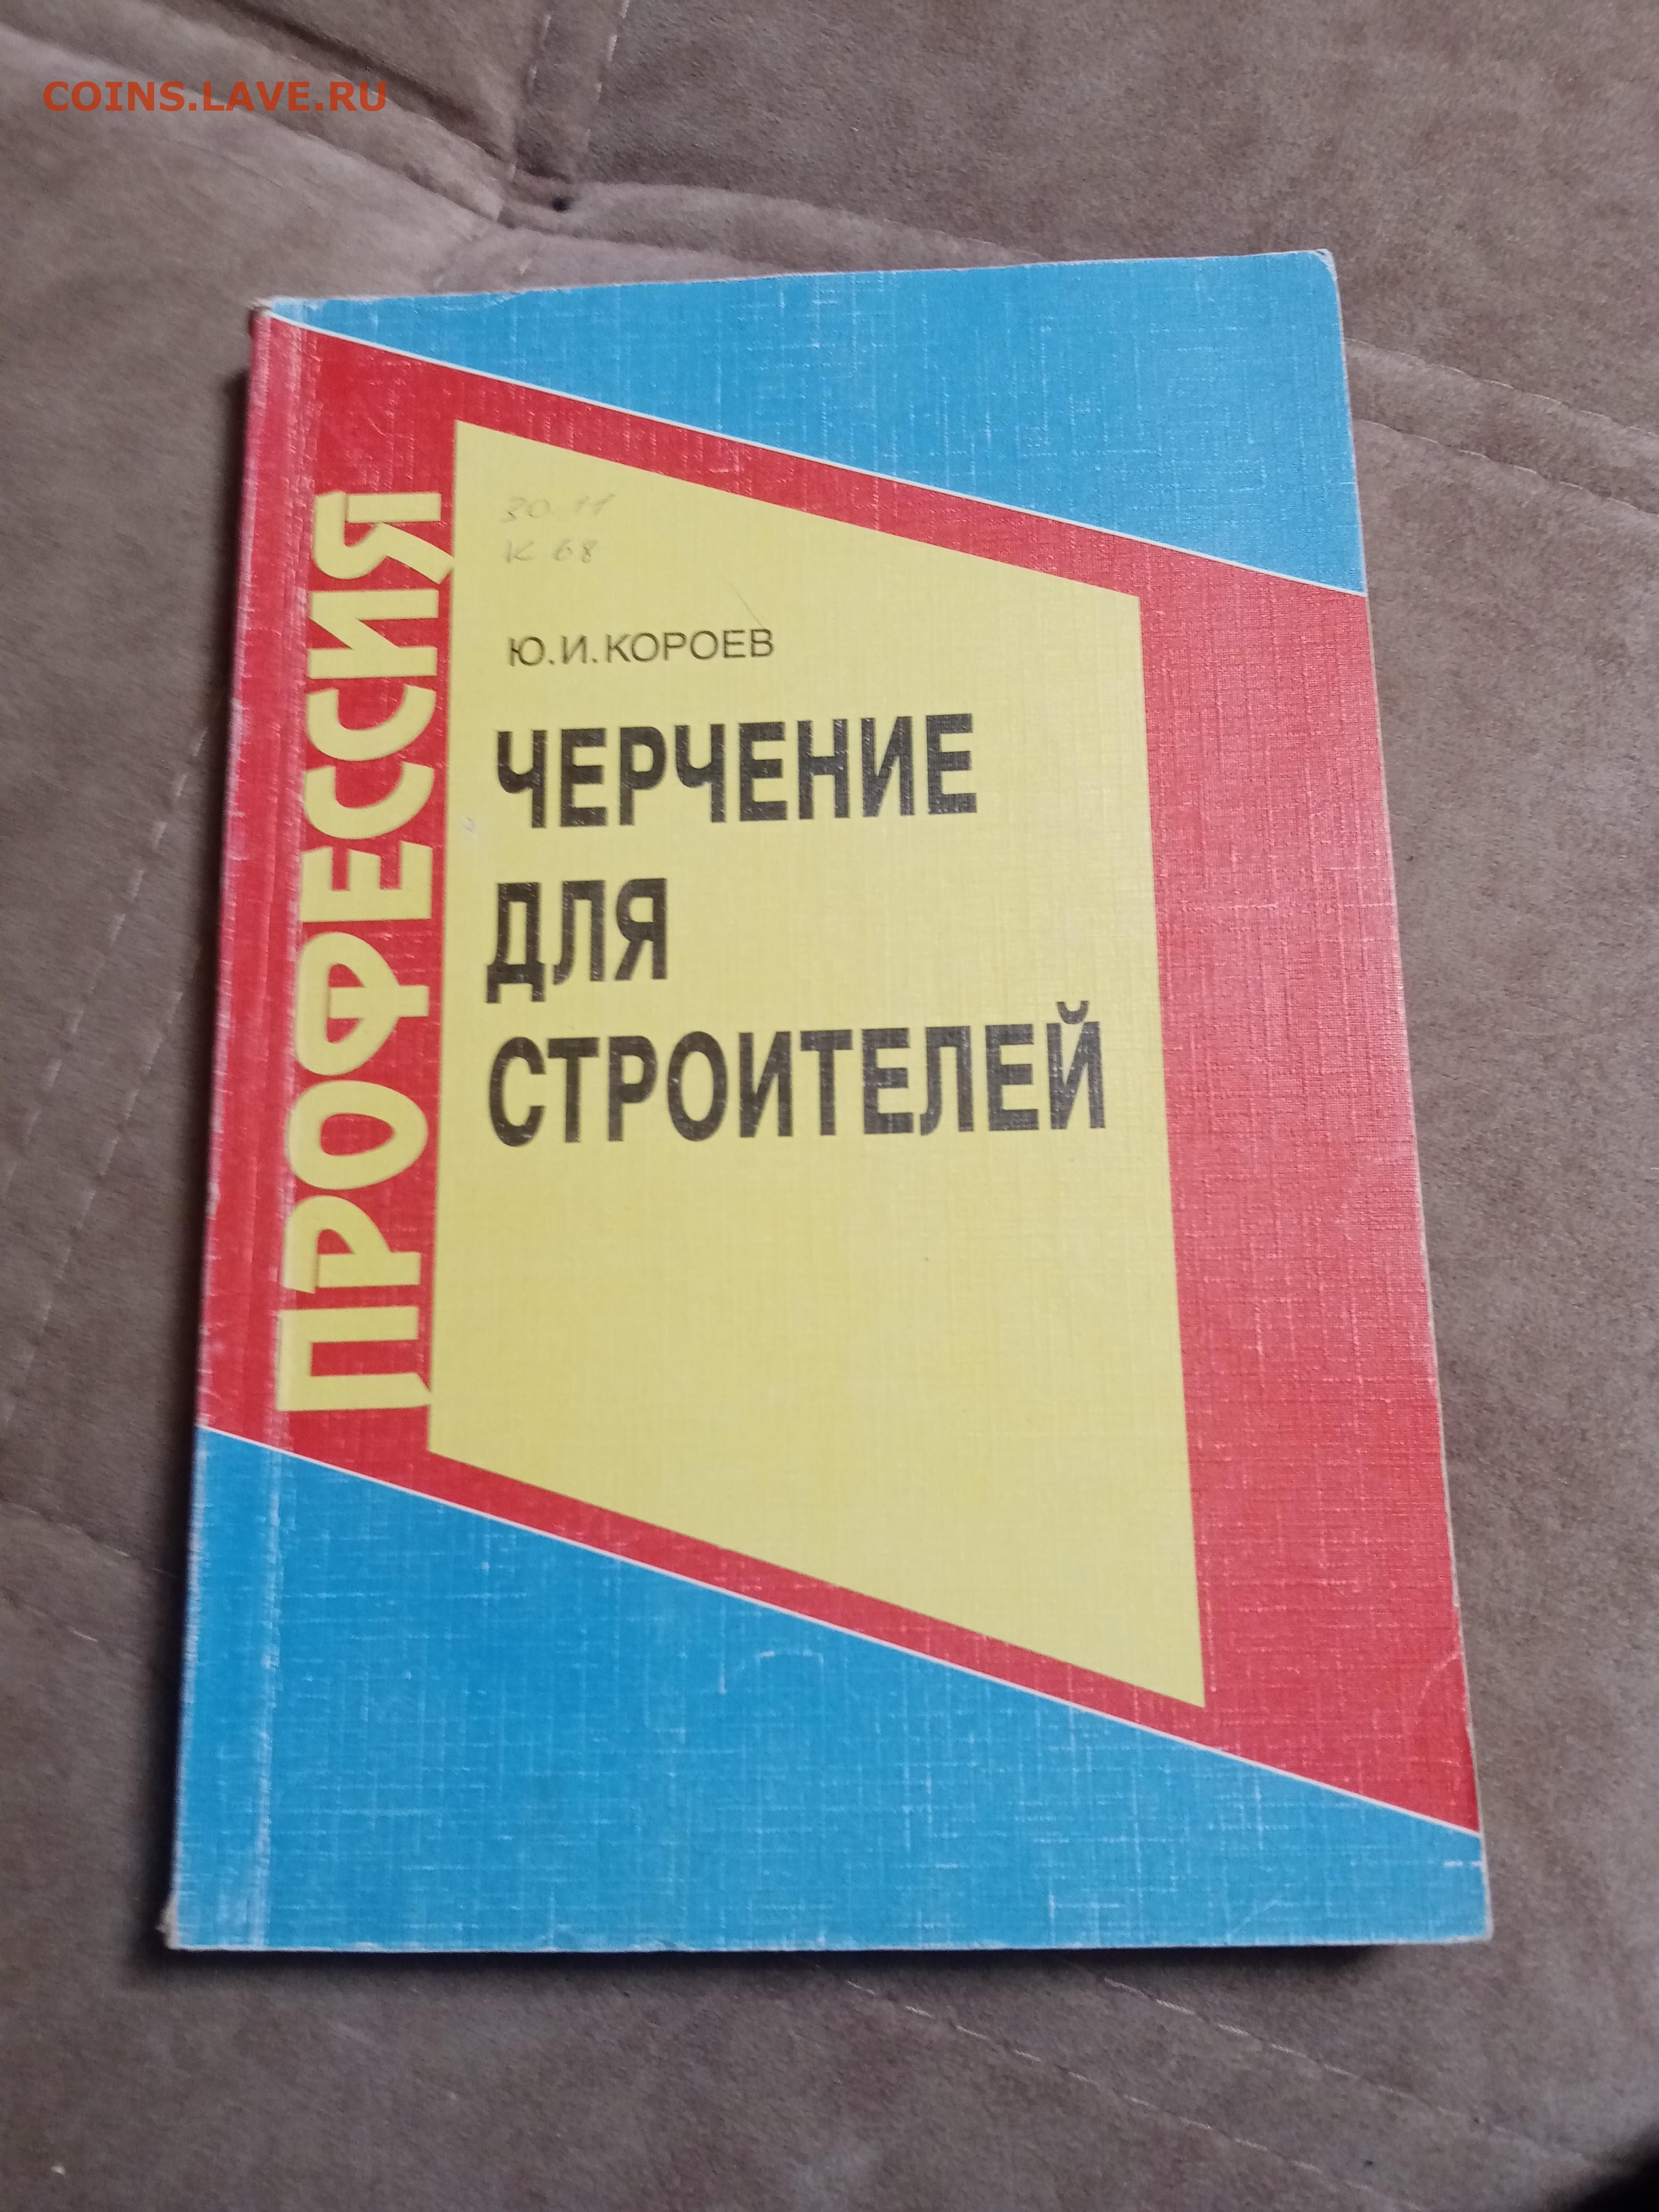 COINS.LAVE.RU
ПРОФЕССИЯ
30.11
К 68
Ю.И.КОРОЕВ
ЧЕРЧЕНИЕ
ДЛЯ
СТРОИТЕЛЕЙ